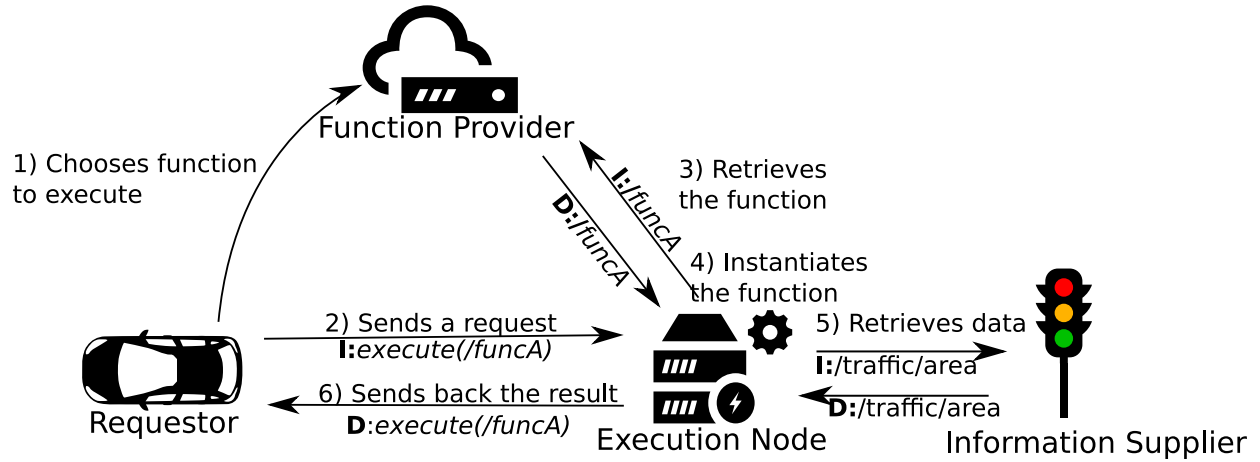 Function Provider
1) Chooses function
to execute
I:/funcA
D:/funcA
3) Retrieves
the function
4) Instantiates
the function
2) Sends a request
I:execute(/funcA)
6) Sends back the result
D:execute(/funcA)
5) Retrieves data
I:/traffic/area
D:/traffic/area
Requestor
Execution Node
Information Supplier